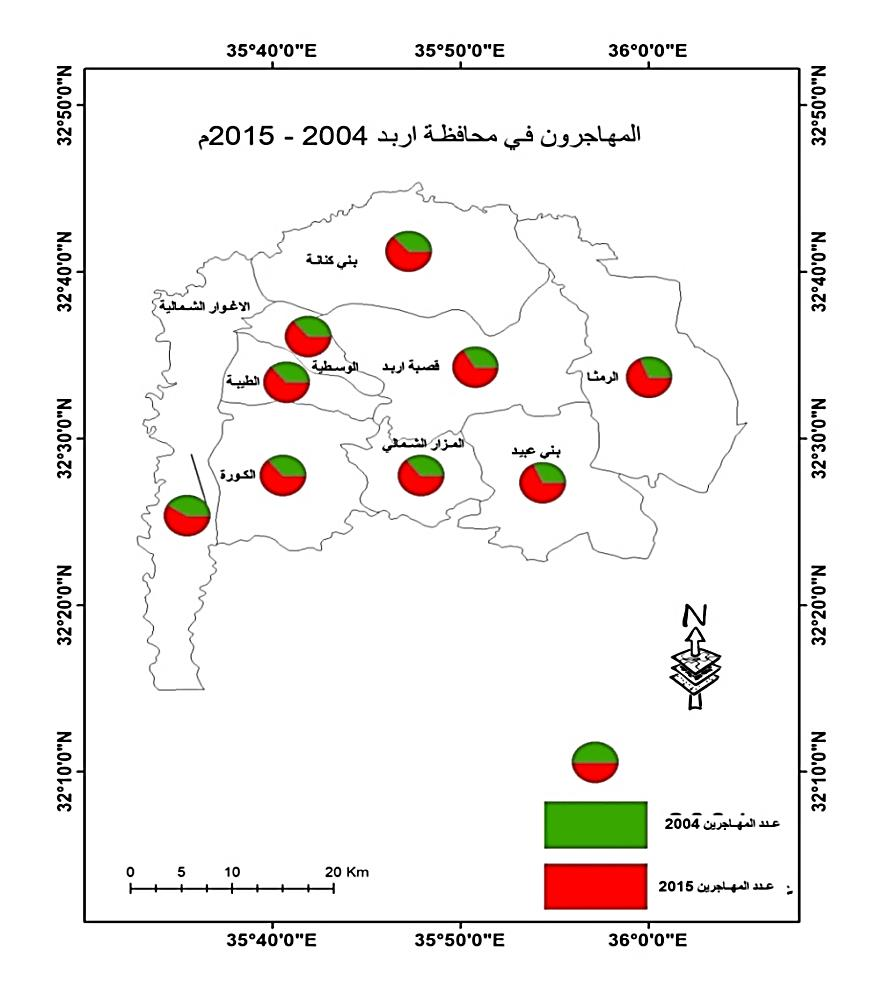 35°40'0"E 35°50'0"E 36°0'0"E
المهاجرون في محافظة اربد 2004 - 2015م
32°50'0"N 32°50'0"N
32°40'0"N 32°40'0"N
بني كنانة
الاغوار الشمالية
الوسطية
قصبة اربد
الطيبة
الرمثا
32°30'0"N 32°30'0"N
المزار الشمالي
بني عبيد
الكورة
32°20'0"N 32°20'0"N
N
32°10'0"N 32°10'0"N
عدد المهاجرين 2004
عدد المهاجرين 2015
0 5 10 20 Km
35°40'0"E 35°50'0"E 36°0'0"E